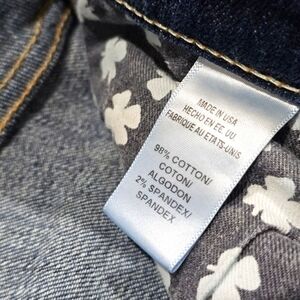 MADE IN USA
HECHO EN EE UU
FABRIQUE AU ETATS-UNIS
98% COTTON/
COTON/
ALGODON
2% SPANDEX/
SPANDEX